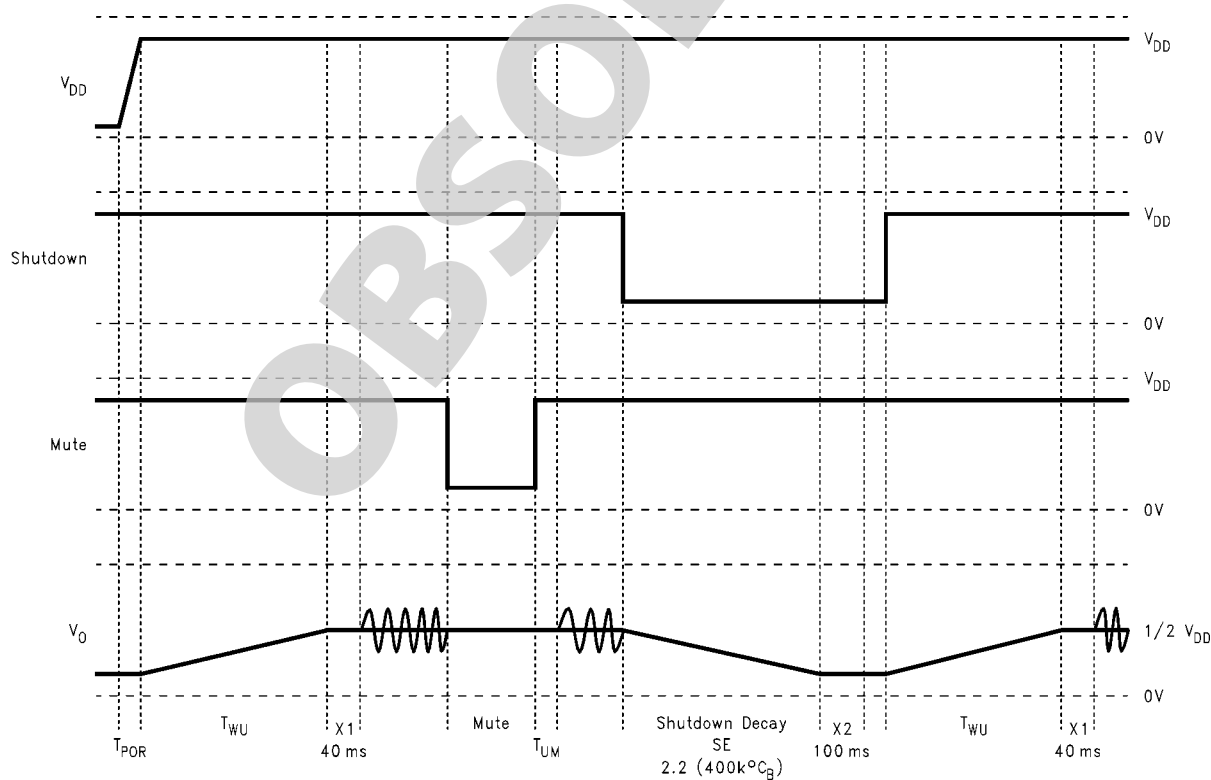 OBSOL
V_DD
V_DD
0V
Shutdown
V_DD
0V
Mute
V_DD
0V
V_O
1/2 V_DD
0V
T_POR
T_WU
X1
40 ms
Mute
T_UM
Shutdown Decay
SE
2.2 (400k°C_B)
X2
100 ms
T_WU
X1
40 ms